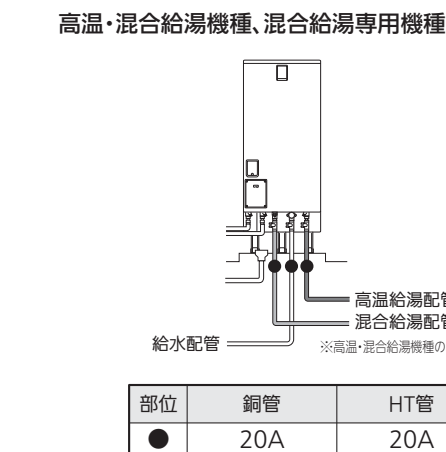 高温・混合給湯機種、混合給湯専用機種
高温給湯配管
混合給湯配管
給水配管
※高温・混合給湯機種の
部位 銅管 HT管
● 20A 20A